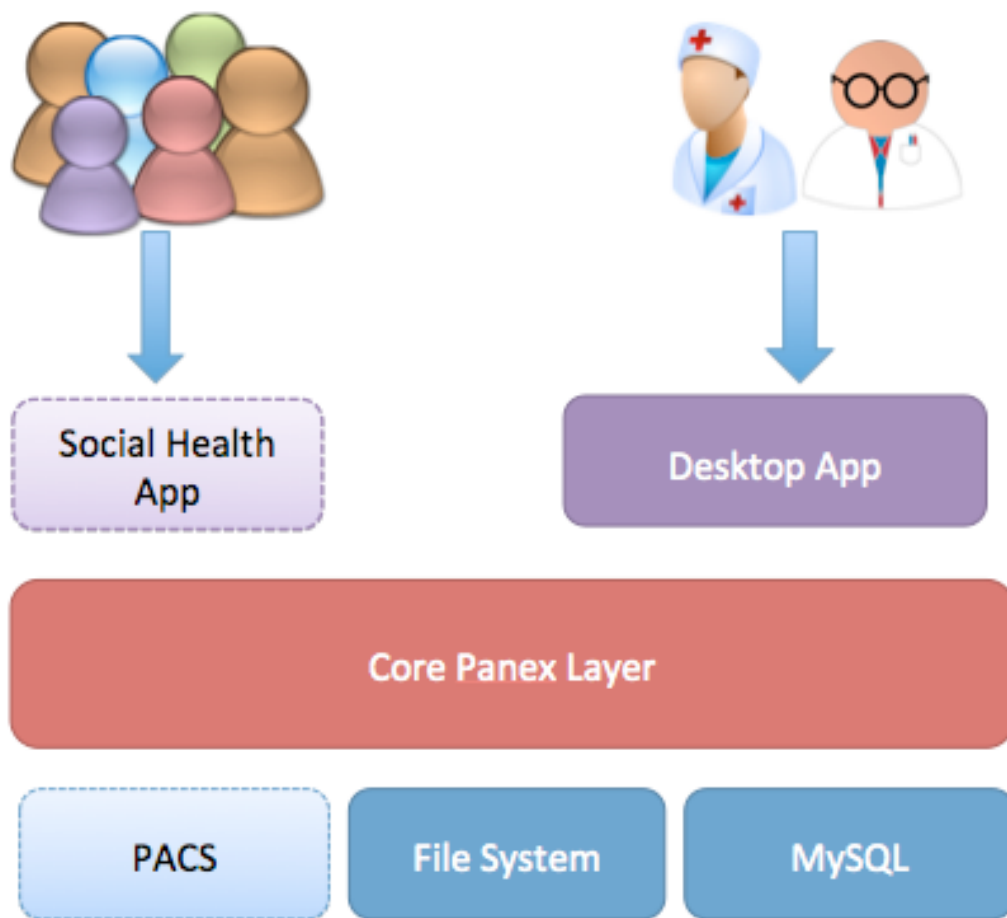 Social Health
App
Desktop App
Core Panex Layer
PACS
File System
MySQL